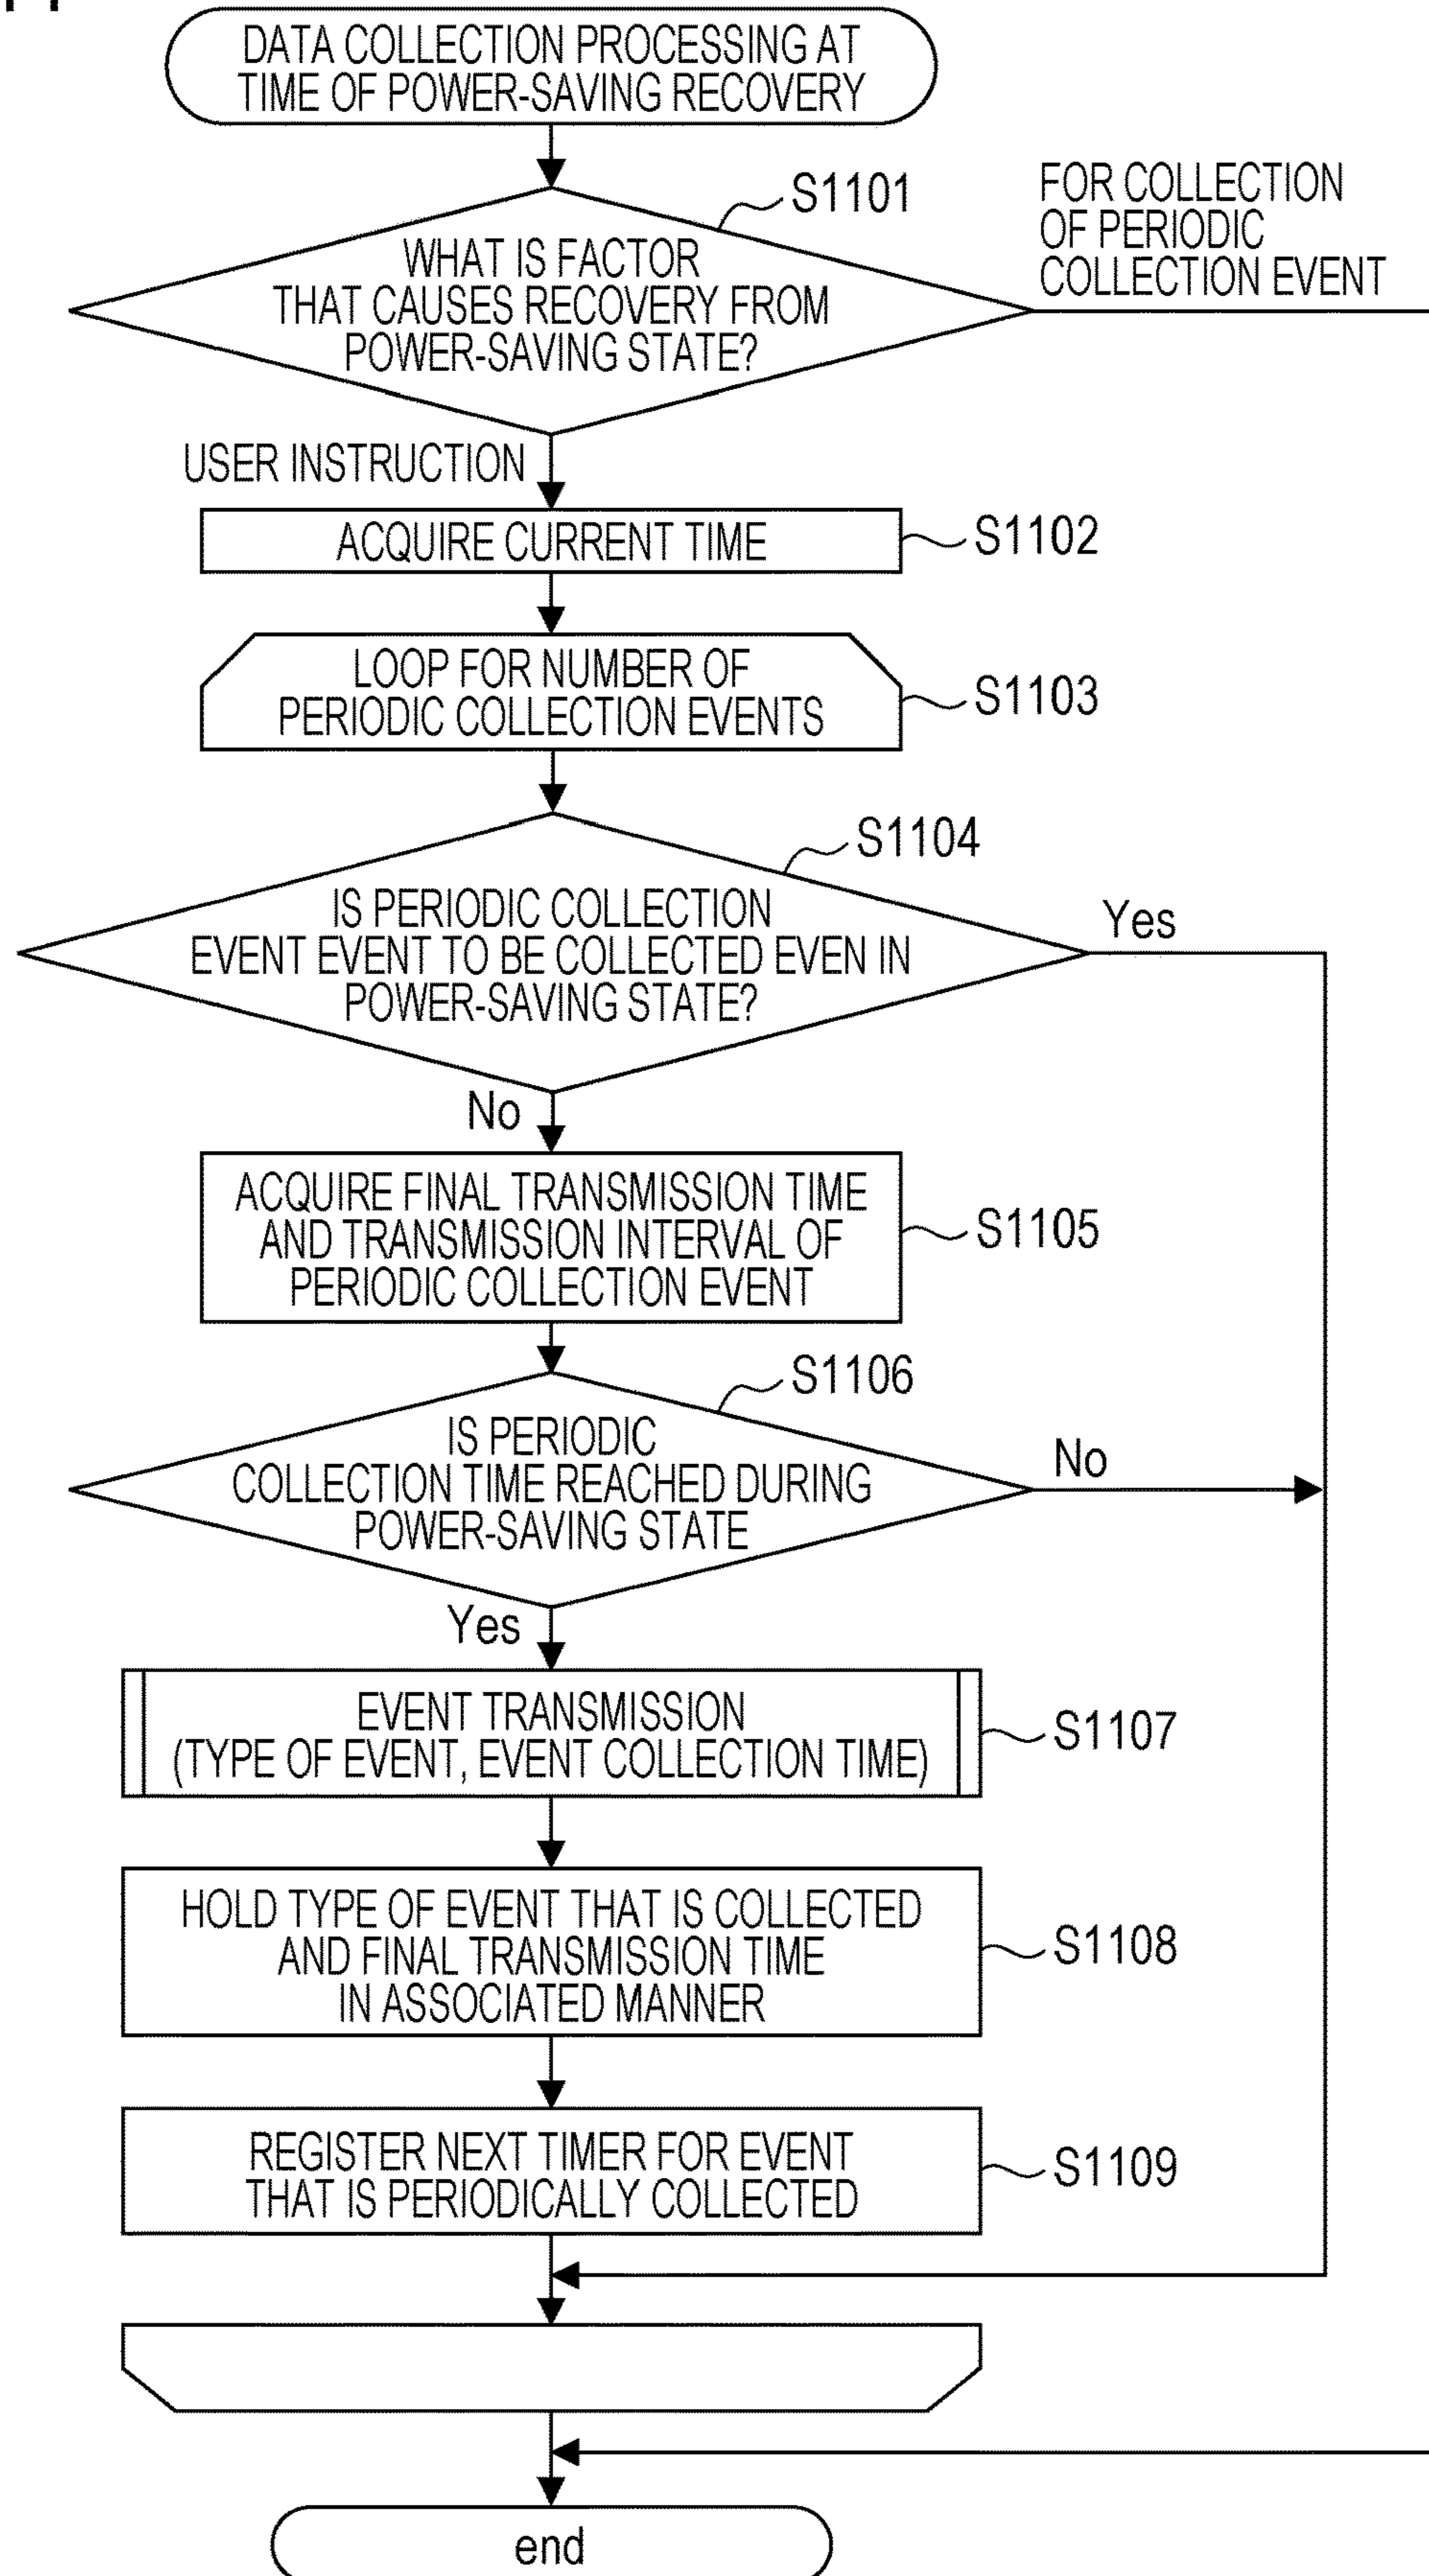 DATA COLLECTION PROCESSING AT
TIME OF POWER-SAVING RECOVERY
S1101
FOR COLLECTION
OF PERIODIC
COLLECTION EVENT
WHAT IS FACTOR
THAT CAUSES RECOVERY FROM
POWER-SAVING STATE?
USER INSTRUCTION
ACQUIRE CURRENT TIME
S1102
LOOP FOR NUMBER OF
PERIODIC COLLECTION EVENTS
S1103
S1104
IS PERIODIC COLLECTION
EVENT EVENT TO BE COLLECTED EVEN IN
POWER-SAVING STATE?
Yes
No
ACQUIRE FINAL TRANSMISSION TIME
AND TRANSMISSION INTERVAL OF
PERIODIC COLLECTION EVENT
S1105
S1106
IS PERIODIC
COLLECTION TIME REACHED DURING
POWER-SAVING STATE
No
Yes
EVENT TRANSMISSION
(TYPE OF EVENT, EVENT COLLECTION TIME)
S1107
HOLD TYPE OF EVENT THAT IS COLLECTED
AND FINAL TRANSMISSION TIME
IN ASSOCIATED MANNER
S1108
REGISTER NEXT TIMER FOR EVENT
THAT IS PERIODICALLY COLLECTED
S1109
end